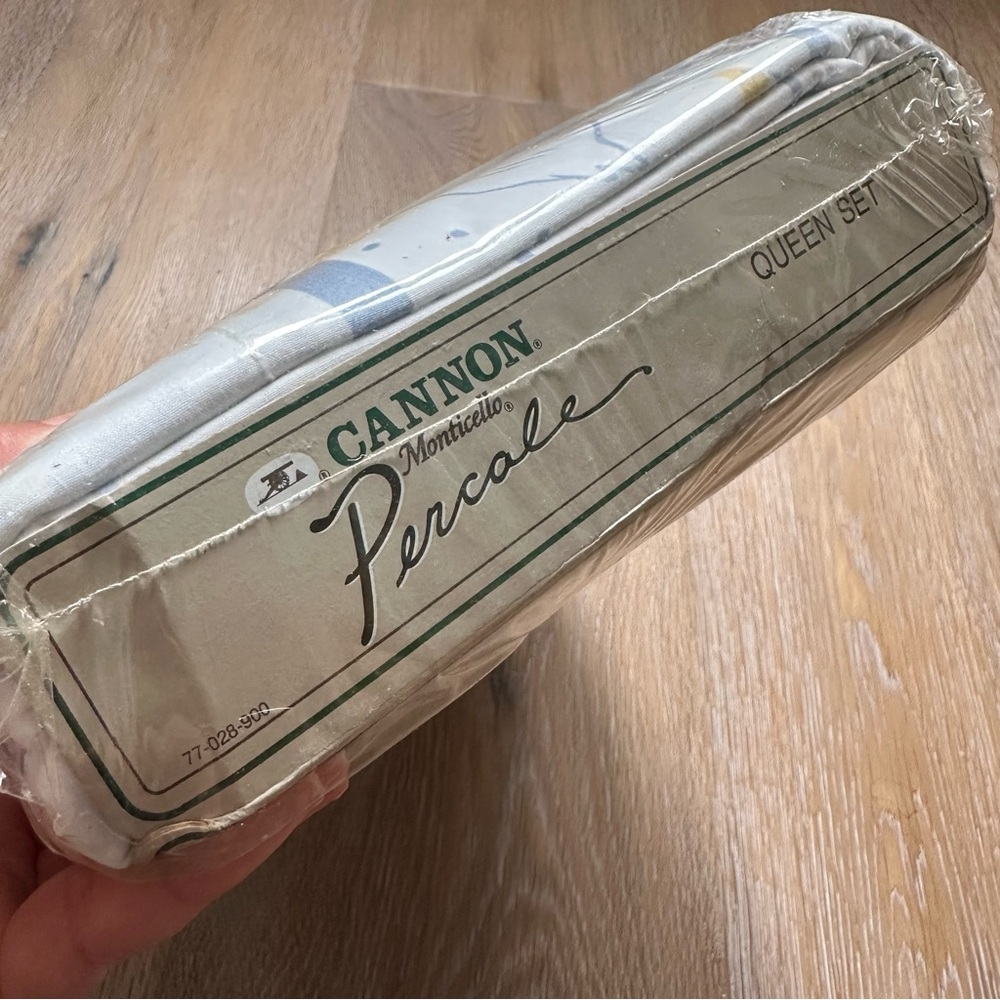 CANNON®
Monticello®
Percale
QUEEN SET
77-028-900